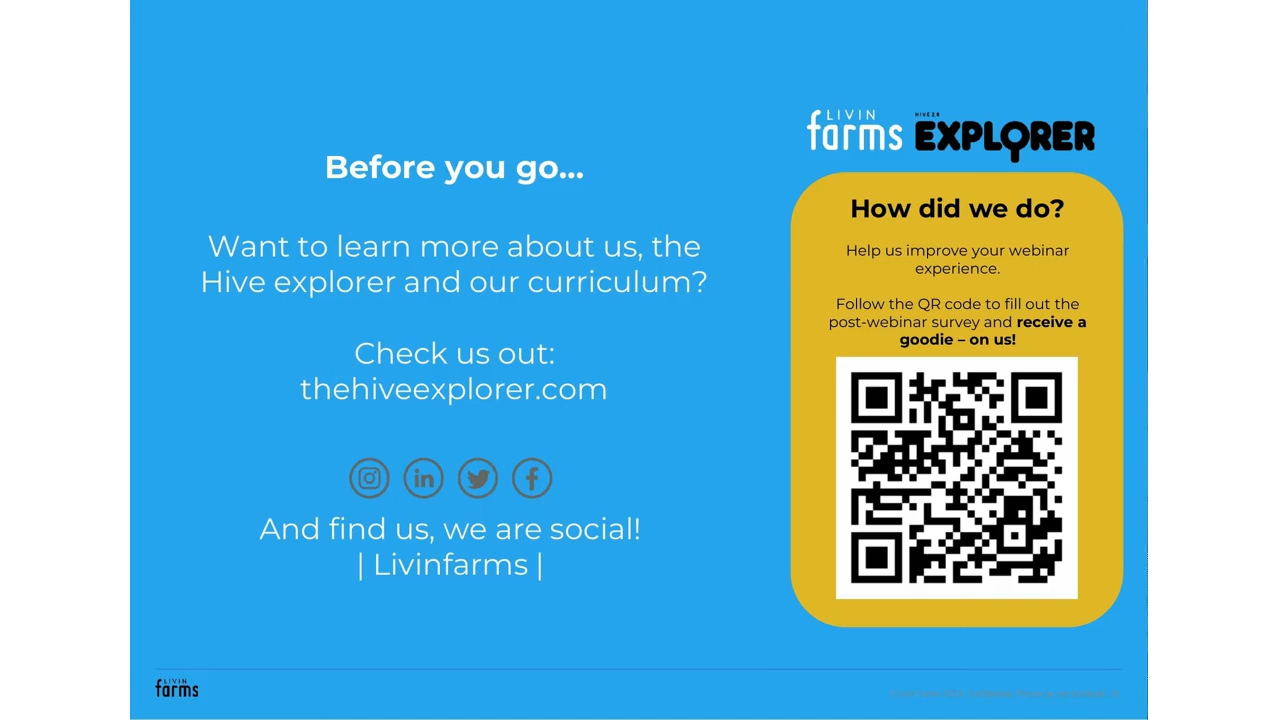 Before you go...
Want to learn more about us, the
Hive explorer and our curriculum?
Check us out:
thehiveexplorer.com
in
And find us, we are social!
| Livinfarms |
LIVIN
farms
HIVE 2.0
EXPLORER
How did we do?
Help us improve your webinar
experience.
Follow the QR code to fill out the
post-webinar survey and receive a
goodie – on us!
LIVIN
farms